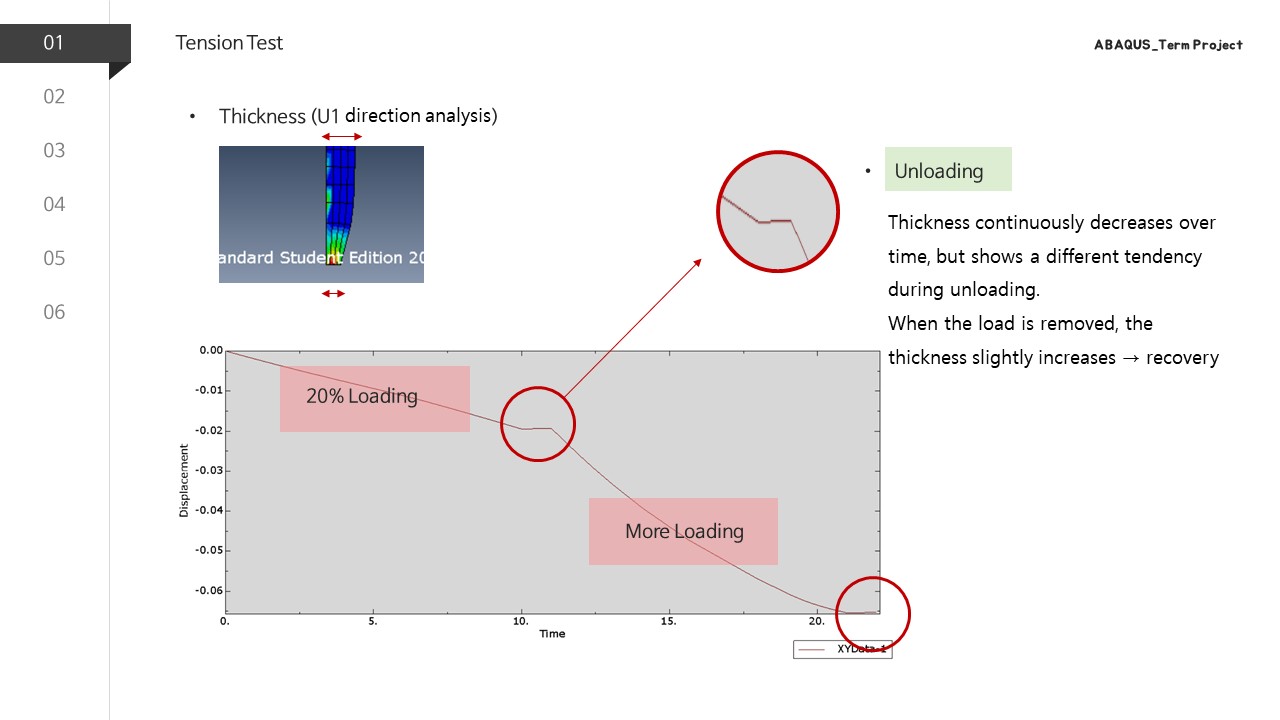 01
Tension Test
ABAQUS_Term Project
02
03
04
05
06
• Thickness (U1 direction analysis)
andard Student Edition 20
• Unloading
Thickness continuously decreases over
time, but shows a different tendency
during unloading.
When the load is removed, the
thickness slightly increases → recovery
0.00
-0.01
-0.02
-0.03
-0.04
-0.05
-0.06
Displacement
20% Loading
More Loading
0. 5. 10. 15. 20.
Time
XYData-1